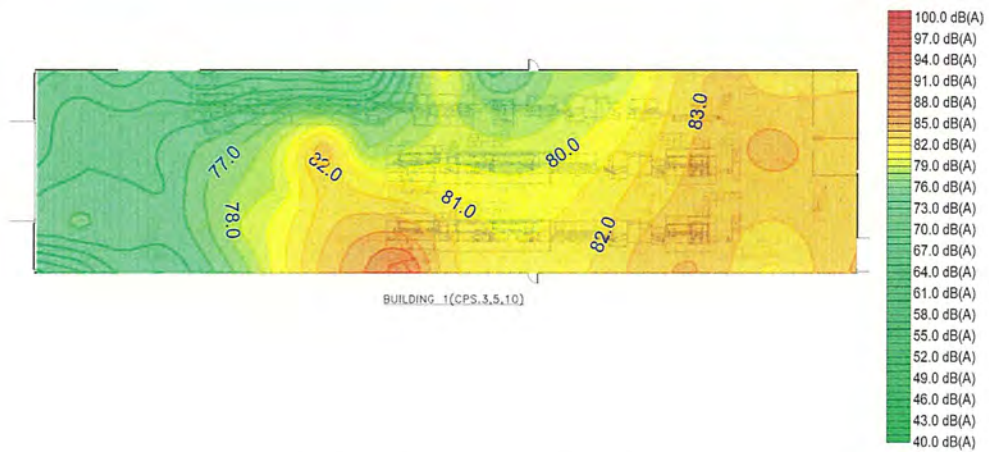 100.0 dB(A)
97.0 dB(A)
94.0 dB(A)
91.0 dB(A)
88.0 dB(A)
85.0 dB(A)
82.0 dB(A)
79.0 dB(A)
76.0 dB(A)
73.0 dB(A)
70.0 dB(A)
67.0 dB(A)
64.0 dB(A)
61.0 dB(A)
58.0 dB(A)
55.0 dB(A)
52.0 dB(A)
49.0 dB(A)
46.0 dB(A)
43.0 dB(A)
40.0 dB(A)
83.0
80.0
77.0
82.0
81.0
78.0
82.0
BUILDING 1(CPS.3,5,10)